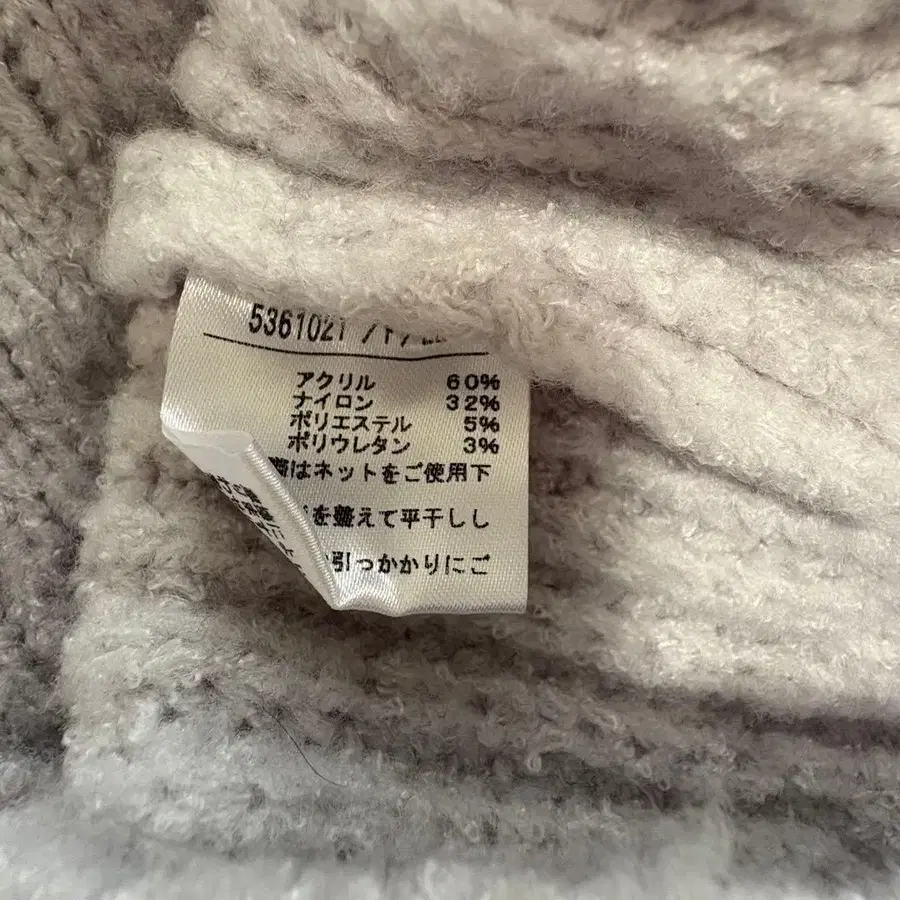 5361021
アクリル 60%
ナイロン 32%
ポリエステル 5%
ポリウレタン 3%
はネットをご使用下
を整えて平干しし
引っかかりにご